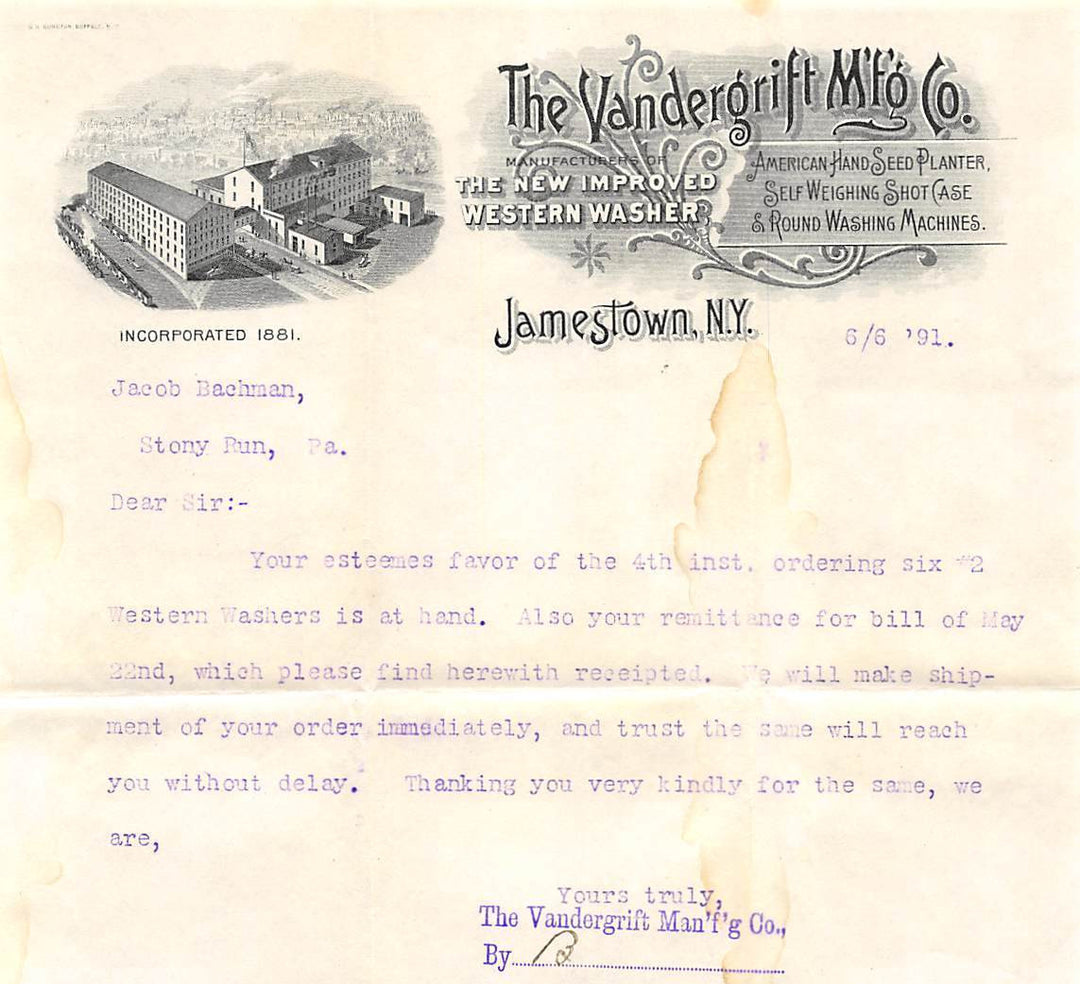 The Vandergrift M'f'g Co.
MANUFACTURERS OF
THE NEW IMPROVED
WESTERN WASHER
AMERICAN HAND SEED PLANTER,
SELF WEIGHING SHOT CASE
& ROUND WASHING MACHINES.
INCORPORATED 1881.
Jamestown, N.Y.
6/6 '91.
Jacob Bachman,
Stony Run, Pa.
Dear Sir:-
Your esteemes favor of the 4th inst. ordering six #2
Western Washers is at hand. Also your remittance for bill of May
22nd, which please find herewith receipted. We will make ship-
ment of your order immediately, and trust the same will reach
you without delay. Thanking you very kindly for the same, we
are,
Yours truly,
The Vandergrift Man'f'g Co.,
By